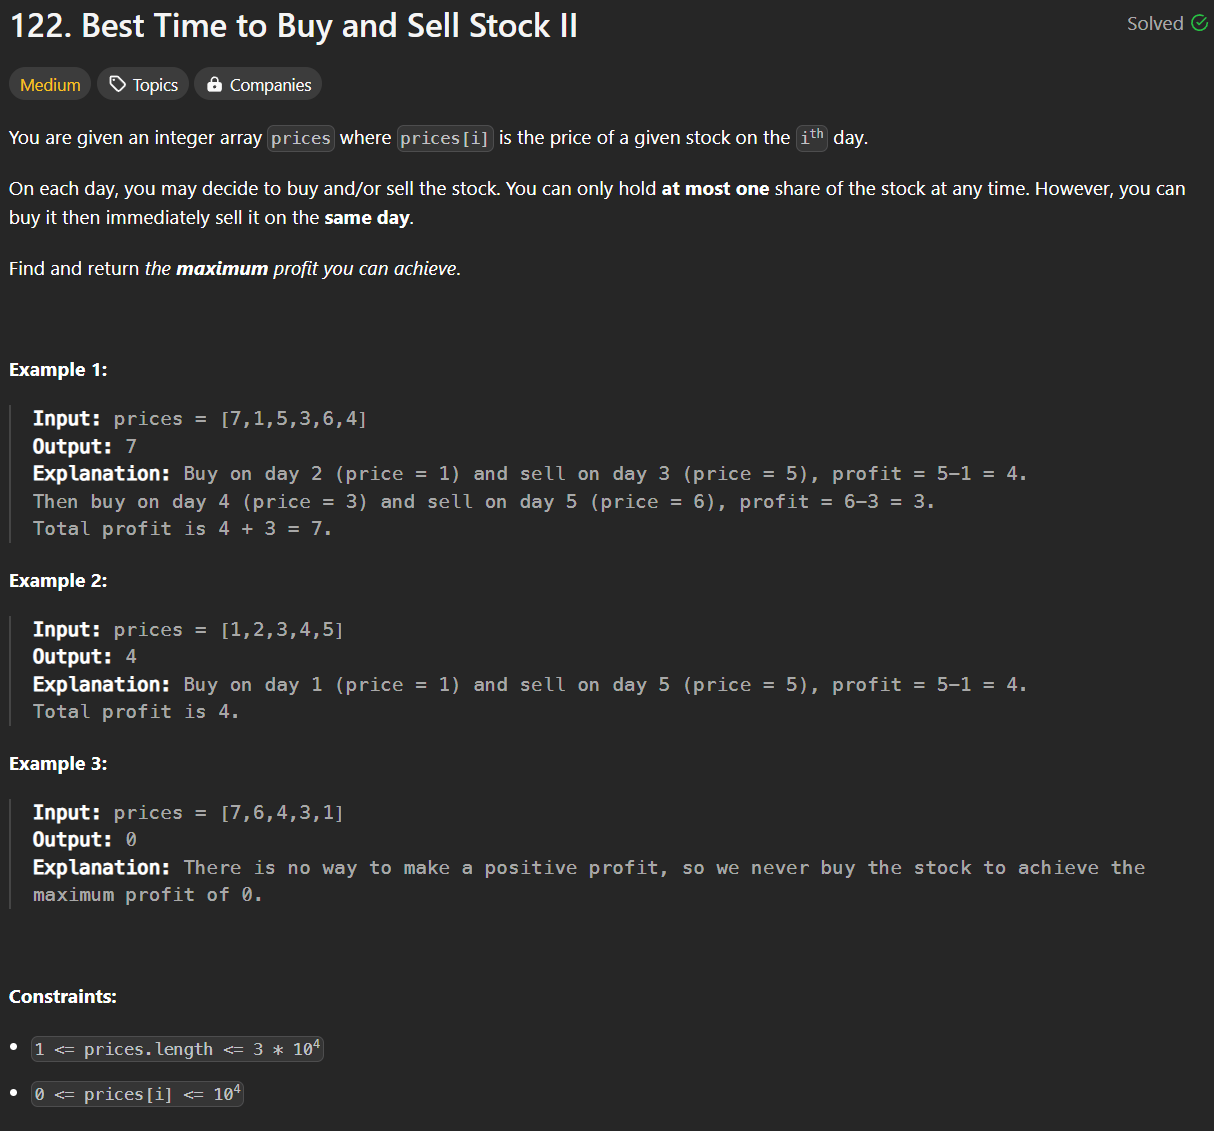 122. Best Time to Buy and Sell Stock II
Solved
Medium
Topics
Companies
You are given an integer array prices where prices[i] is the price of a given stock on the ith day.
On each day, you may decide to buy and/or sell the stock. You can only hold at most one share of the stock at any time. However, you can
buy it then immediately sell it on the same day.
Find and return the maximum profit you can achieve.
Example 1:
Input: prices = [7,1,5,3,6,4]
Output: 7
Explanation: Buy on day 2 (price = 1) and sell on day 3 (price = 5), profit = 5-1 = 4.
Then buy on day 4 (price = 3) and sell on day 5 (price = 6), profit = 6-3 = 3.
Total profit is 4 + 3 = 7.
Example 2:
Input: prices = [1,2,3,4,5]
Output: 4
Explanation: Buy on day 1 (price = 1) and sell on day 5 (price = 5), profit = 5-1 = 4.
Total profit is 4.
Example 3:
Input: prices = [7,6,4,3,1]
Output: 0
Explanation: There is no way to make a positive profit, so we never buy the stock to achieve the
maximum profit of 0.
Constraints:
• 1 <= prices.length <= 3 * 10⁴
• 0 <= prices[i] <= 10⁴